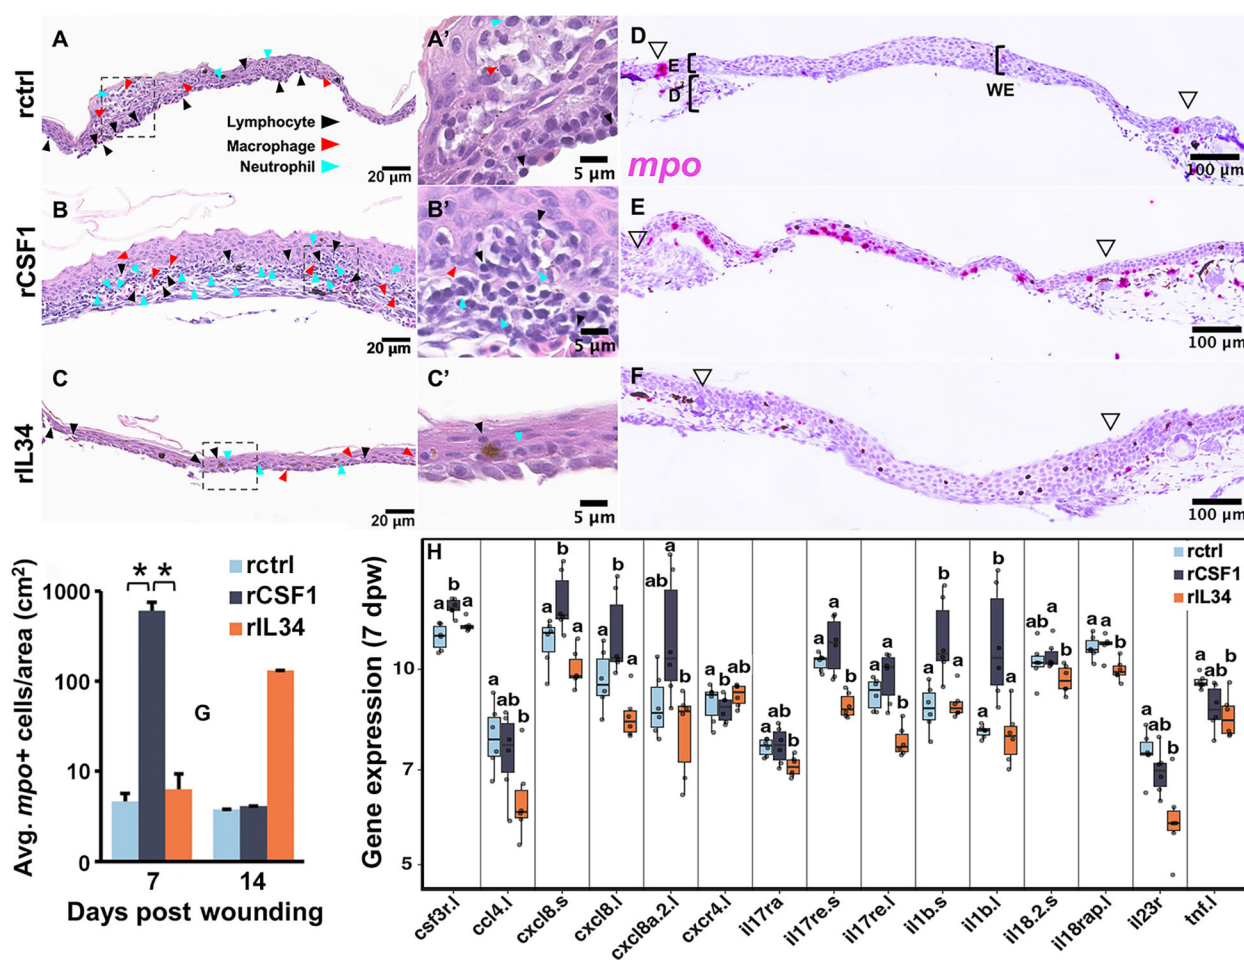 A
A'
D
rctrl
E
D
WE
Lymphocyte
Macrophage
Neutrophil
20 µm
5 µm
mpo
100 µm
B
B'
E
rCSF1
20 µm
5 µm
100 µm
C
C'
F
rIL34
20 µm
5 µm
100 µm
Avg. mpo+ cells/area (cm²)
1000
100
10
0
* *
rctrl
rCSF1
rIL34
G
7 14
Days post wounding
H
Gene expression (7 dpw)
10
7
5
rctrl
rCSF1
rIL34
a b a
a ab b
a b a
a b a
ab a b
a b ab
a a b
a a b
a a b
a b a
a b a
ab a b
a a b
a ab b
a ab b
csf3r.l
ccl4.l
cxcl8.s
cxcl8.l
cxcl8a.2.l
cxcr4.l
il17ra
il17re.s
il17re.l
il1b.s
il1b.l
il18.2.s
il18rap.l
il23r
tnf.l